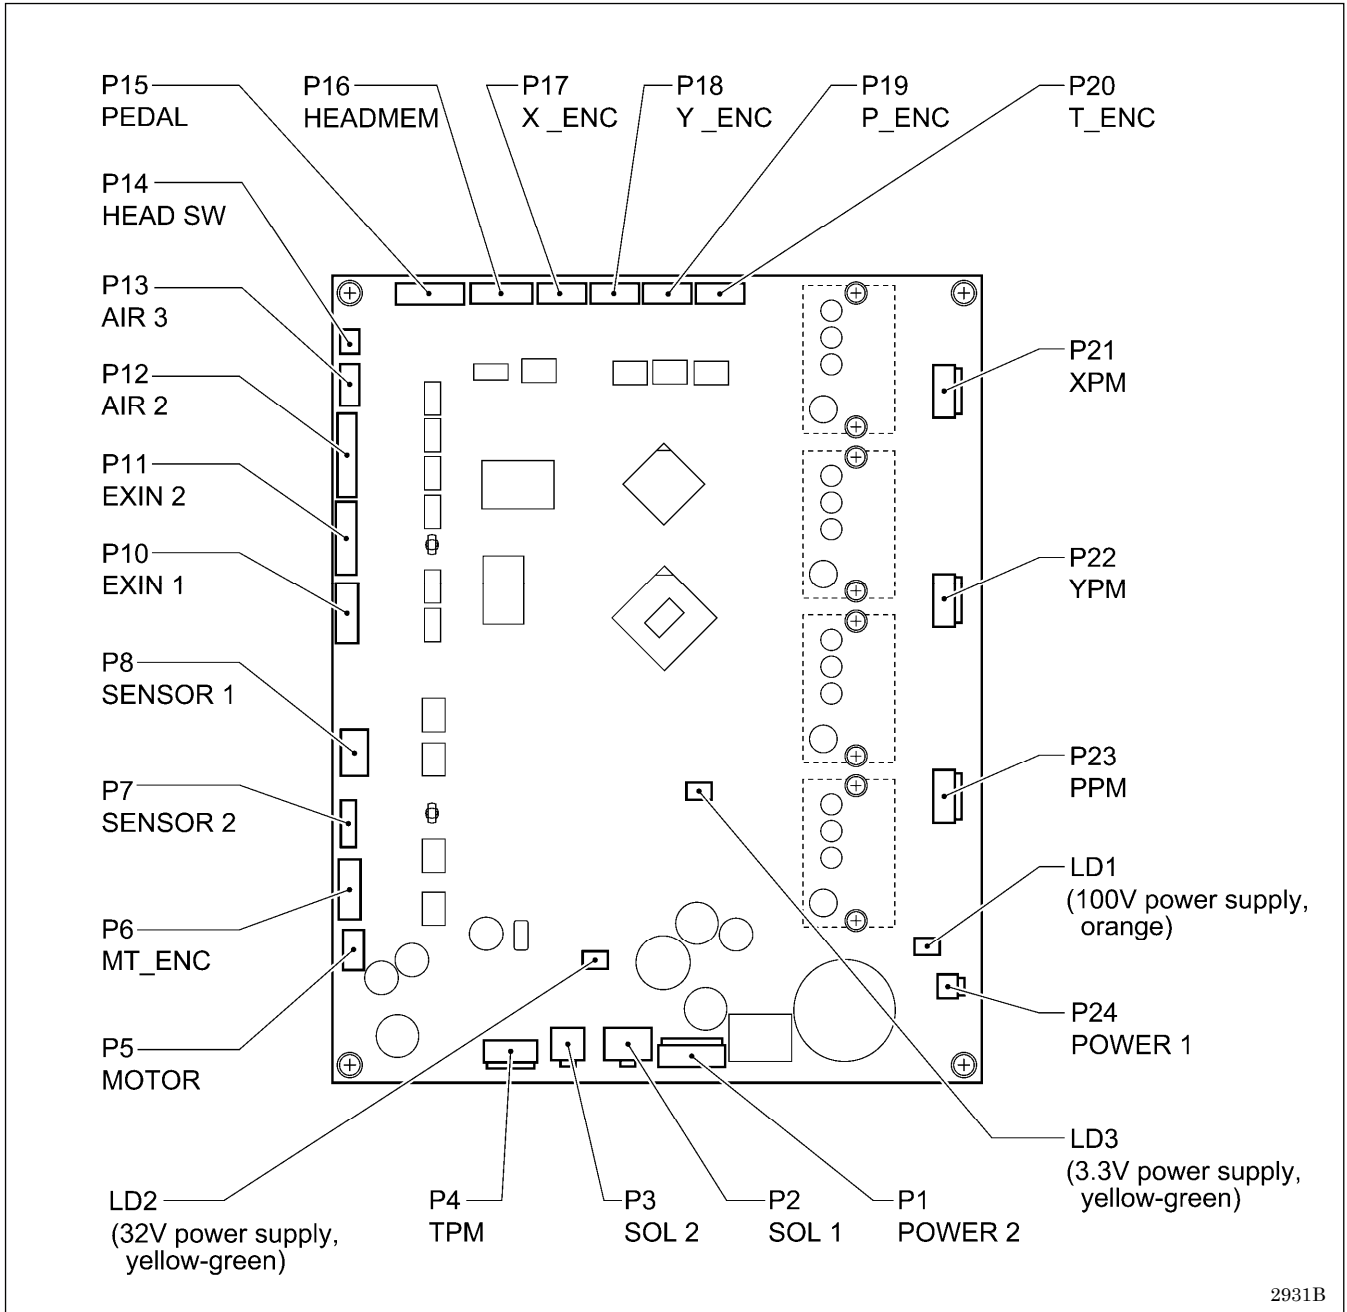 P15
PEDAL
P16
HEADMEM
P17
X _ENC
P18
Y _ENC
P19
P_ENC
P20
T_ENC
P14
HEAD SW
P13
AIR 3
P12
AIR 2
P11
EXIN 2
P10
EXIN 1
P8
SENSOR 1
P7
SENSOR 2
P6
MT_ENC
P5
MOTOR
P21
XPM
P22
YPM
P23
PPM
LD1
(100V power supply,
orange)
P24
POWER 1
LD3
(3.3V power supply,
yellow-green)
LD2
(32V power supply,
yellow-green)
P4
TPM
P3
SOL 2
P2
SOL 1
P1
POWER 2
2931B